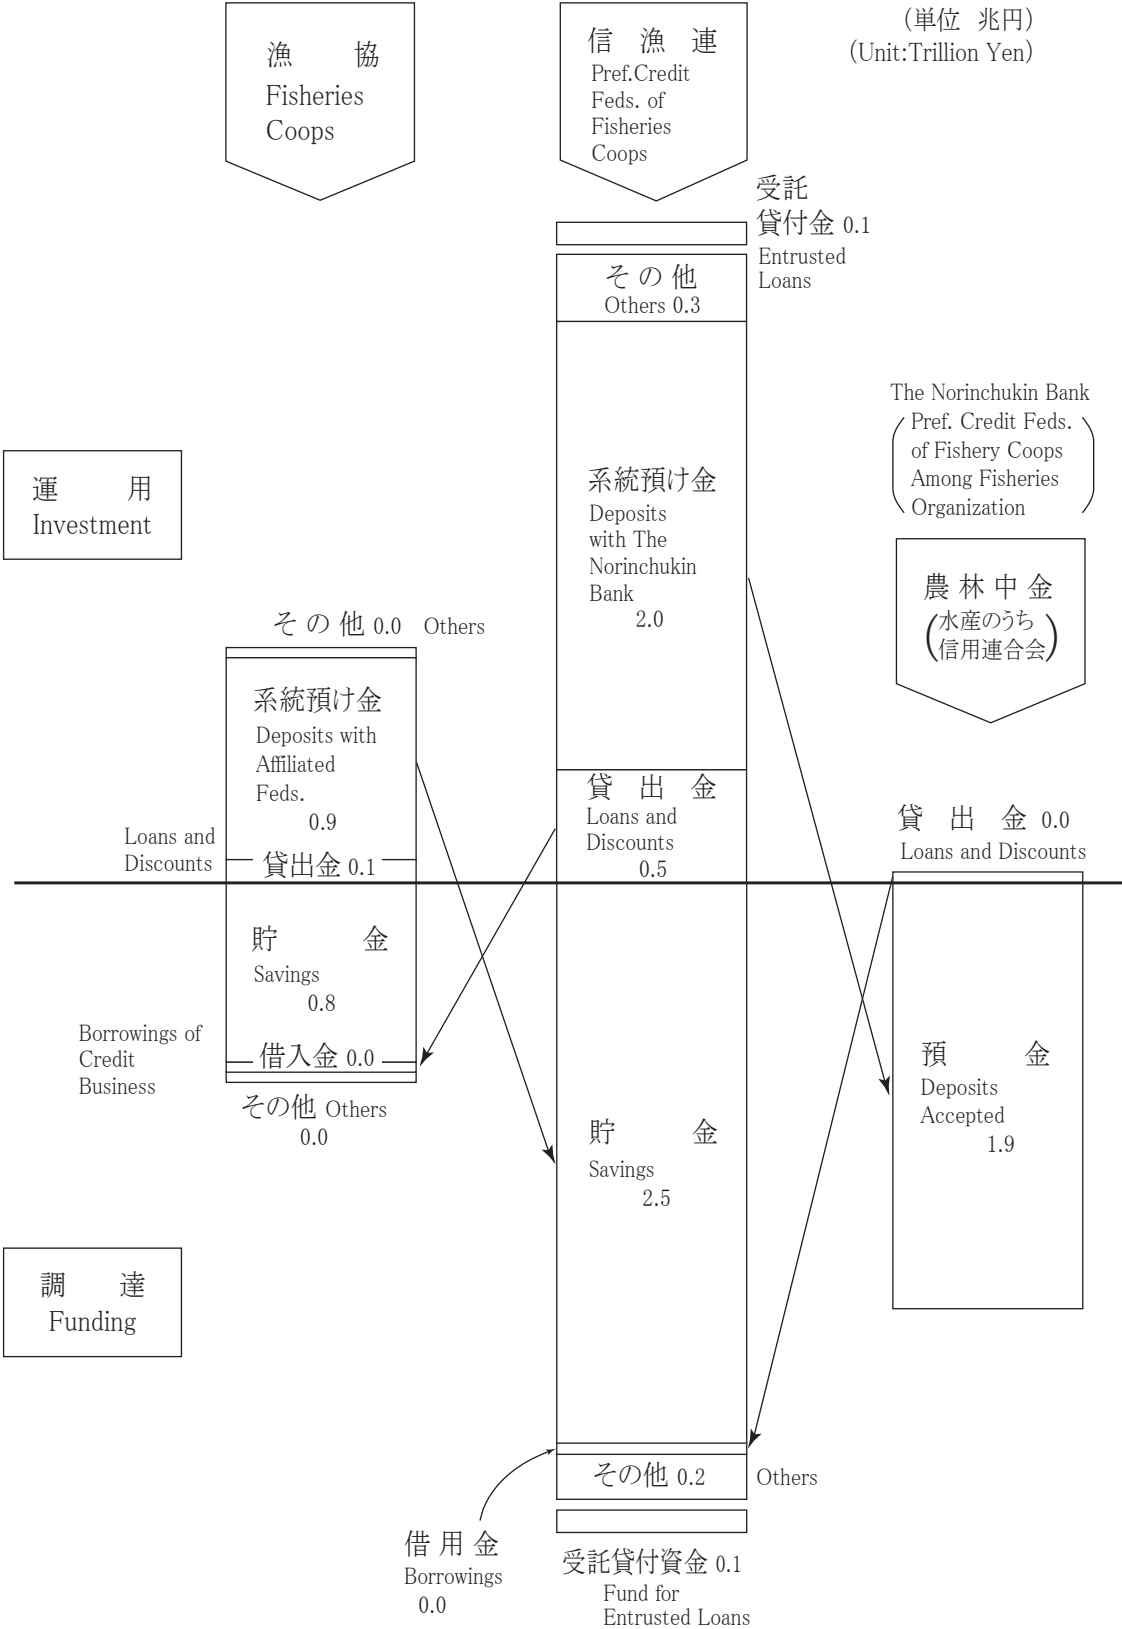 漁 協
Fisheries
Coops
信 漁 連
Pref.Credit
Feds. of
Fisheries
Coops
(単位 兆円)
(Unit:Trillion Yen)
受託
貸付金 0.1
Entrusted
Loans
その他
Others 0.3
The Norinchukin Bank
Pref. Credit Feds.
of Fishery Coops
Among Fisheries
Organization
運 用
Investment
系統預け金
Deposits
with The
Norinchukin
Bank
2.0
農林中金
(水産のうち
信用連合会)
その他 0.0 Others
系統預け金
Deposits with
Affiliated
Feds.
0.9
Loans and
Discounts
貸出金 0.1
貸 出 金
Loans and
Discounts
0.5
貸 出 金 0.0
Loans and Discounts
貯 金
Savings
0.8
Borrowings of
Credit
Business
借入金 0.0
その他 Others
0.0
預 金
Deposits
Accepted
1.9
貯 金
Savings
2.5
調 達
Funding
その他 0.2 Others
借用金
Borrowings
0.0
受託貸付資金 0.1
Fund for
Entrusted Loans